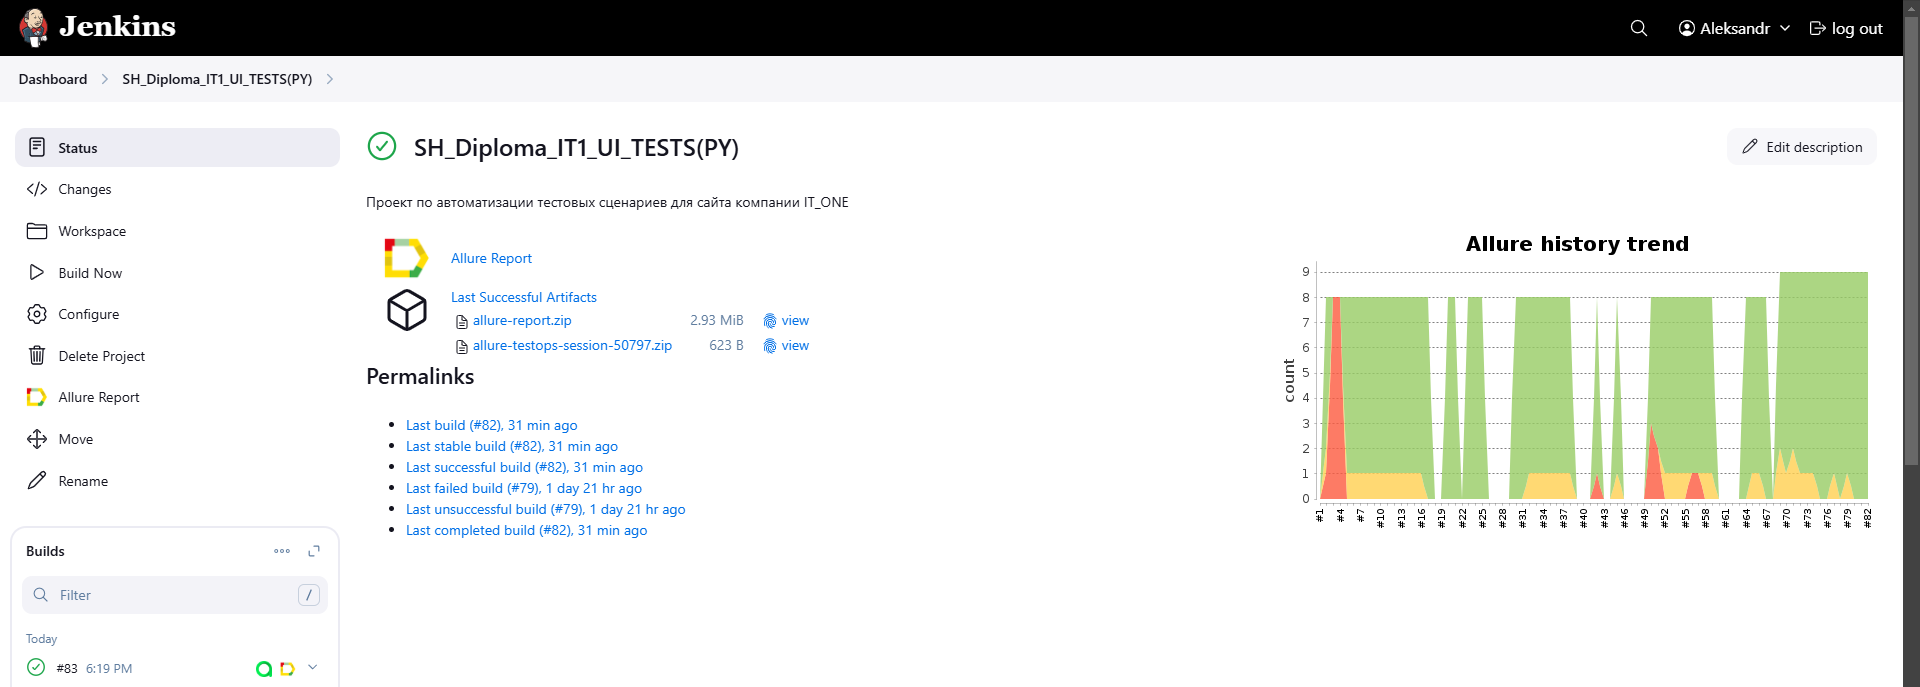 Jenkins
Aleksandr
log out
Dashboard
SH_Diploma_IT1_UI_TESTS(PY)
Status
Changes
Workspace
Build Now
Configure
Delete Project
Allure Report
Move
Rename
Builds
Filter
/
Today
#83 6:19 PM
SH_Diploma_IT1_UI_TESTS(PY)
Edit description
Проект по автоматизации тестовых сценариев для сайта компании IT_ONE
Allure Report
Last Successful Artifacts
allure-report.zip 2.93 MiB view
allure-testops-session-50797.zip 623 B view
Permalinks
Last build (#82), 31 min ago
Last stable build (#82), 31 min ago
Last successful build (#82), 31 min ago
Last failed build (#79), 1 day 21 hr ago
Last unsuccessful build (#79), 1 day 21 hr ago
Last completed build (#82), 31 min ago
Allure history trend
count
9
8
7
6
5
4
3
2
1
0
#1 #4 #7 #10 #13 #16 #19 #22 #25 #28 #31 #34 #37 #40 #43 #46 #49 #52 #55 #58 #61 #64 #67 #70 #73 #76 #79 #82